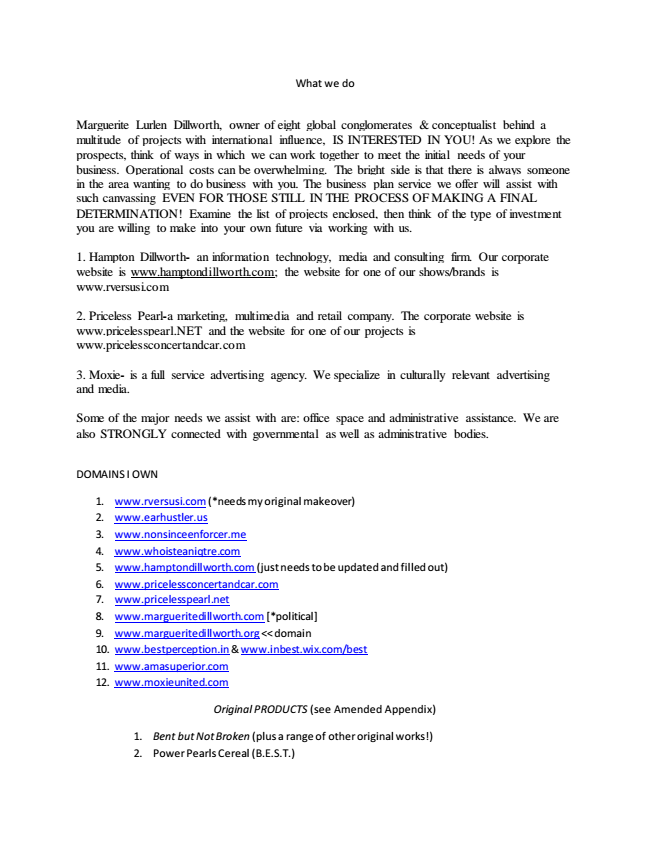 What we do
Marguerite Lurlen Dillworth, owner of eight global conglomerates & conceptualist behind a
multitude of projects with international influence, IS INTERESTED IN YOU! As we explore the
prospects, think of ways in which we can work together to meet the initial needs of your
business. Operational costs can be overwhelming. The bright side is that there is always someone
in the area wanting to do business with you. The business plan service we offer will assist with
such canvassing EVEN FOR THOSE STILL IN THE PROCESS OF MAKING A FINAL
DETERMINATION! Examine the list of projects enclosed, then think of the type of investment
you are willing to make into your own future via working with us.
1. Hampton Dillworth- an information technology, media and consulting firm. Our corporate
website is www.hamptondillworth.com; the website for one of our shows/brands is
www.rversusi.com
2. Priceless Pearl-a marketing, multimedia and retail company. The corporate website is
www.pricelesspearl.NET and the website for one of our projects is
www.pricelessconcertandcar.com
3. Moxie- is a full service advertising agency. We specialize in culturally relevant advertising
and media.
Some of the major needs we assist with are: office space and administrative assistance. We are
also STRONGLY connected with governmental as well as administrative bodies.
DOMAINS I OWN
1. www.rversusi.com (*needs my original makeover)
2. www.earhustler.us
3. www.nonsinceenforcer.me
4. www.whoisteaniqtre.com
5. www.hamptondillworth.com (just needs to be updated and filled out)
6. www.pricelessconcertandcar.com
7. www.pricelesspearl.net
8. www.margueritedillworth.com [*political]
9. www.margueritedillworth.org << domain
10. www.bestperception.in & www.inbest.wix.com/best
11. www.amasuperior.com
12. www.moxieunited.com
Original PRODUCTS (see Amended Appendix)
1. Bent but Not Broken (plus a range of other original works!)
2. Power Pearls Cereal (B.E.S.T.)